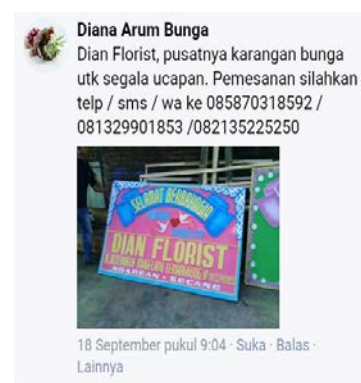 Diana Arum Bunga
Dian Florist, pusatnya karangan bunga
utk segala ucapan. Pemesanan silahkan
telp / sms / wa ke 085870318592 /
081329901853 /082135225250
SELAMAT BERBAHAGIA
DIAN FLORIST
NGABEAN - SECANG
18 September pukul 9:04 · Suka · Balas ·
Lainnya